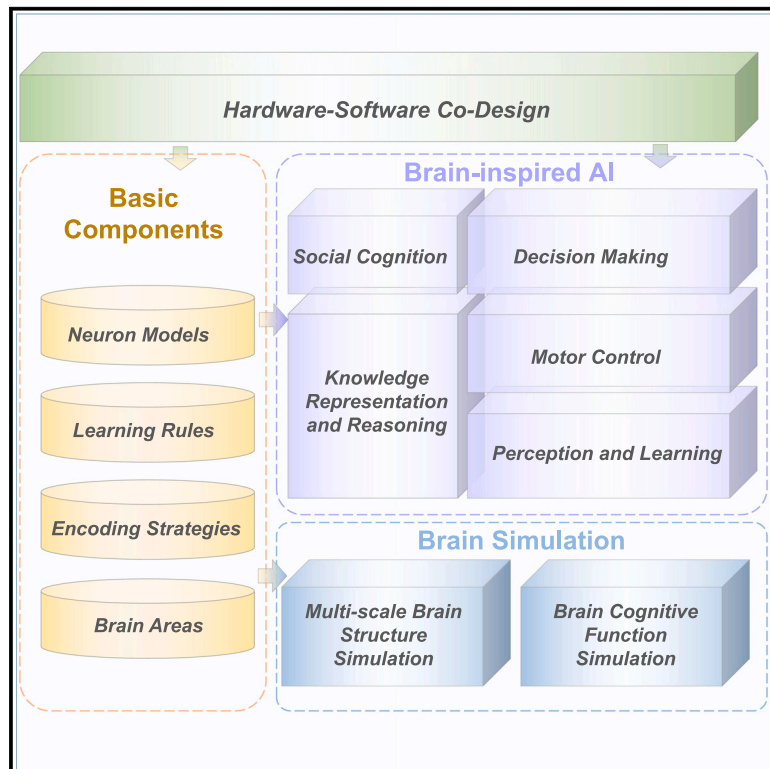 Hardware-Software Co-Design
Basic
Components
Neuron Models
Learning Rules
Encoding Strategies
Brain Areas
Brain-inspired AI
Social Cognition
Decision Making
Knowledge
Representation
and Reasoning
Motor Control
Perception and Learning
Brain Simulation
Multi-scale Brain
Structure
Simulation
Brain Cognitive
Function
Simulation